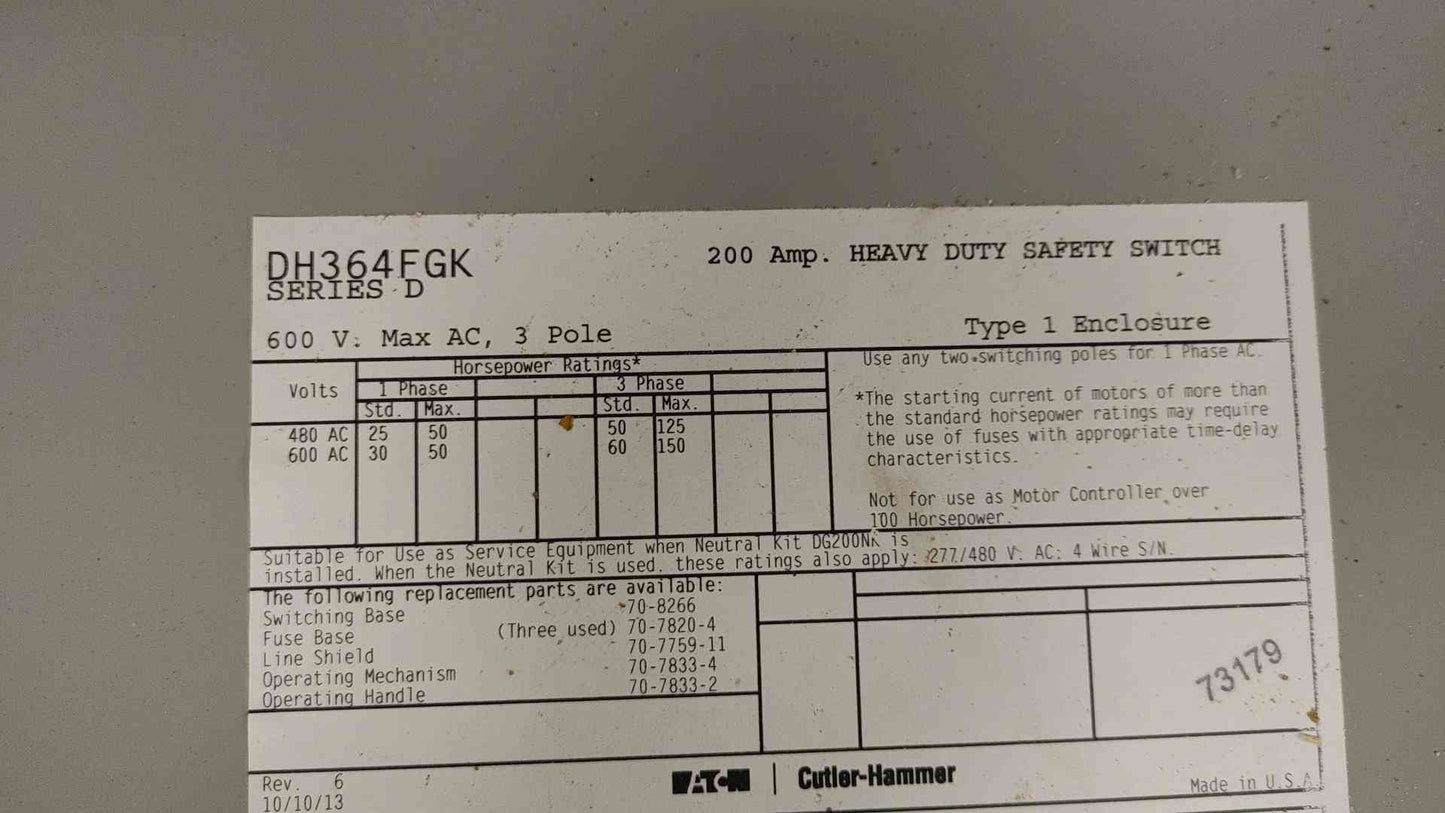 DH364FGK
200 Amp. HEAVY DUTY SAFETY SWITCH
SERIES D
600 V. Max AC, 3 Pole
Type 1 Enclosure
Horsepower Ratings*
Volts
1 Phase
3 Phase
Std. Max. Std. Max.
480 AC 25 50 50 125
600 AC 30 50 60 150
Use any two switching poles for 1 Phase AC.
*The starting current of motors of more than
the standard horsepower ratings may require
the use of fuses with appropriate time-delay
characteristics.
Not for use as Motor Controller over
100 Horsepower.
Suitable for Use as Service Equipment when Neutral Kit DG200NK is
installed. When the Neutral Kit is used. these ratings also apply: 277/480 V. AC: 4 Wire S/N.
The following replacement parts are available:
Switching Base 70-8266
Fuse Base (Three used) 70-7820-4
Line Shield 70-7759-11
Operating Mechanism 70-7833-4
Operating Handle 70-7833-2
73179
Rev. 6
10/10/13
EATON | Cutler-Hammer
Made in U.S.A.